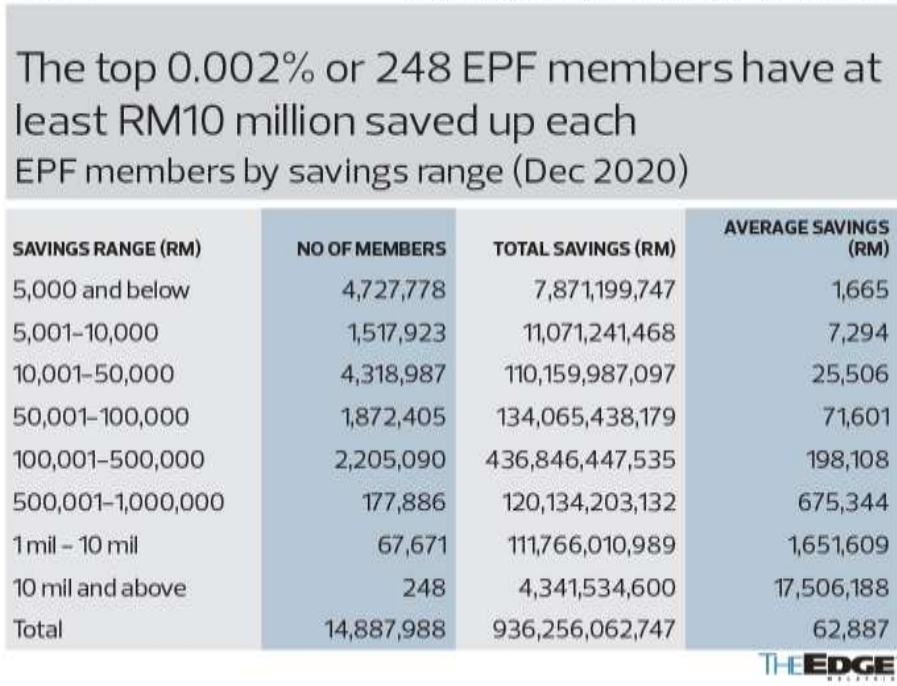 The top 0.002% or 248 EPF members have at
least RM10 million saved up each
EPF members by savings range (Dec 2020)
SAVINGS RANGE (RM) NO OF MEMBERS TOTAL SAVINGS (RM) AVERAGE SAVINGS (RM)
5,000 and below 4,727,778 7,871,199,747 1,665
5,001–10,000 1,517,923 11,071,241,468 7,294
10,001–50,000 4,318,987 110,159,987,097 25,506
50,001–100,000 1,872,405 134,065,438,179 71,601
100,001–500,000 2,205,090 436,846,447,535 198,108
500,001–1,000,000 177,886 120,134,203,132 675,344
1 mil – 10 mil 67,671 111,766,010,989 1,651,609
10 mil and above 248 4,341,534,600 17,506,188
Total 14,887,988 936,256,062,747 62,887
THE EDGE
MALAYSIA